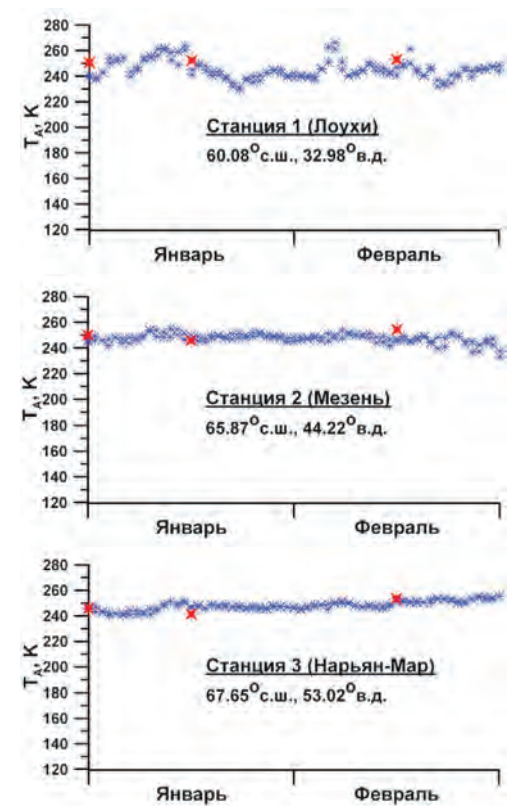 280
260
240
220
200
180
160
140
120
T_A, K
Станция 1 (Лоухи)
60.08°с.ш., 32.98°в.д.
Январь Февраль
280
260
240
220
200
180
160
140
120
T_A, K
Станция 2 (Мезень)
65.87°с.ш., 44.22°в.д.
Январь Февраль
280
260
240
220
200
180
160
140
120
T_A, K
Станция 3 (Нарьян-Мар)
67.65°с.ш., 53.02°в.д.
Январь Февраль